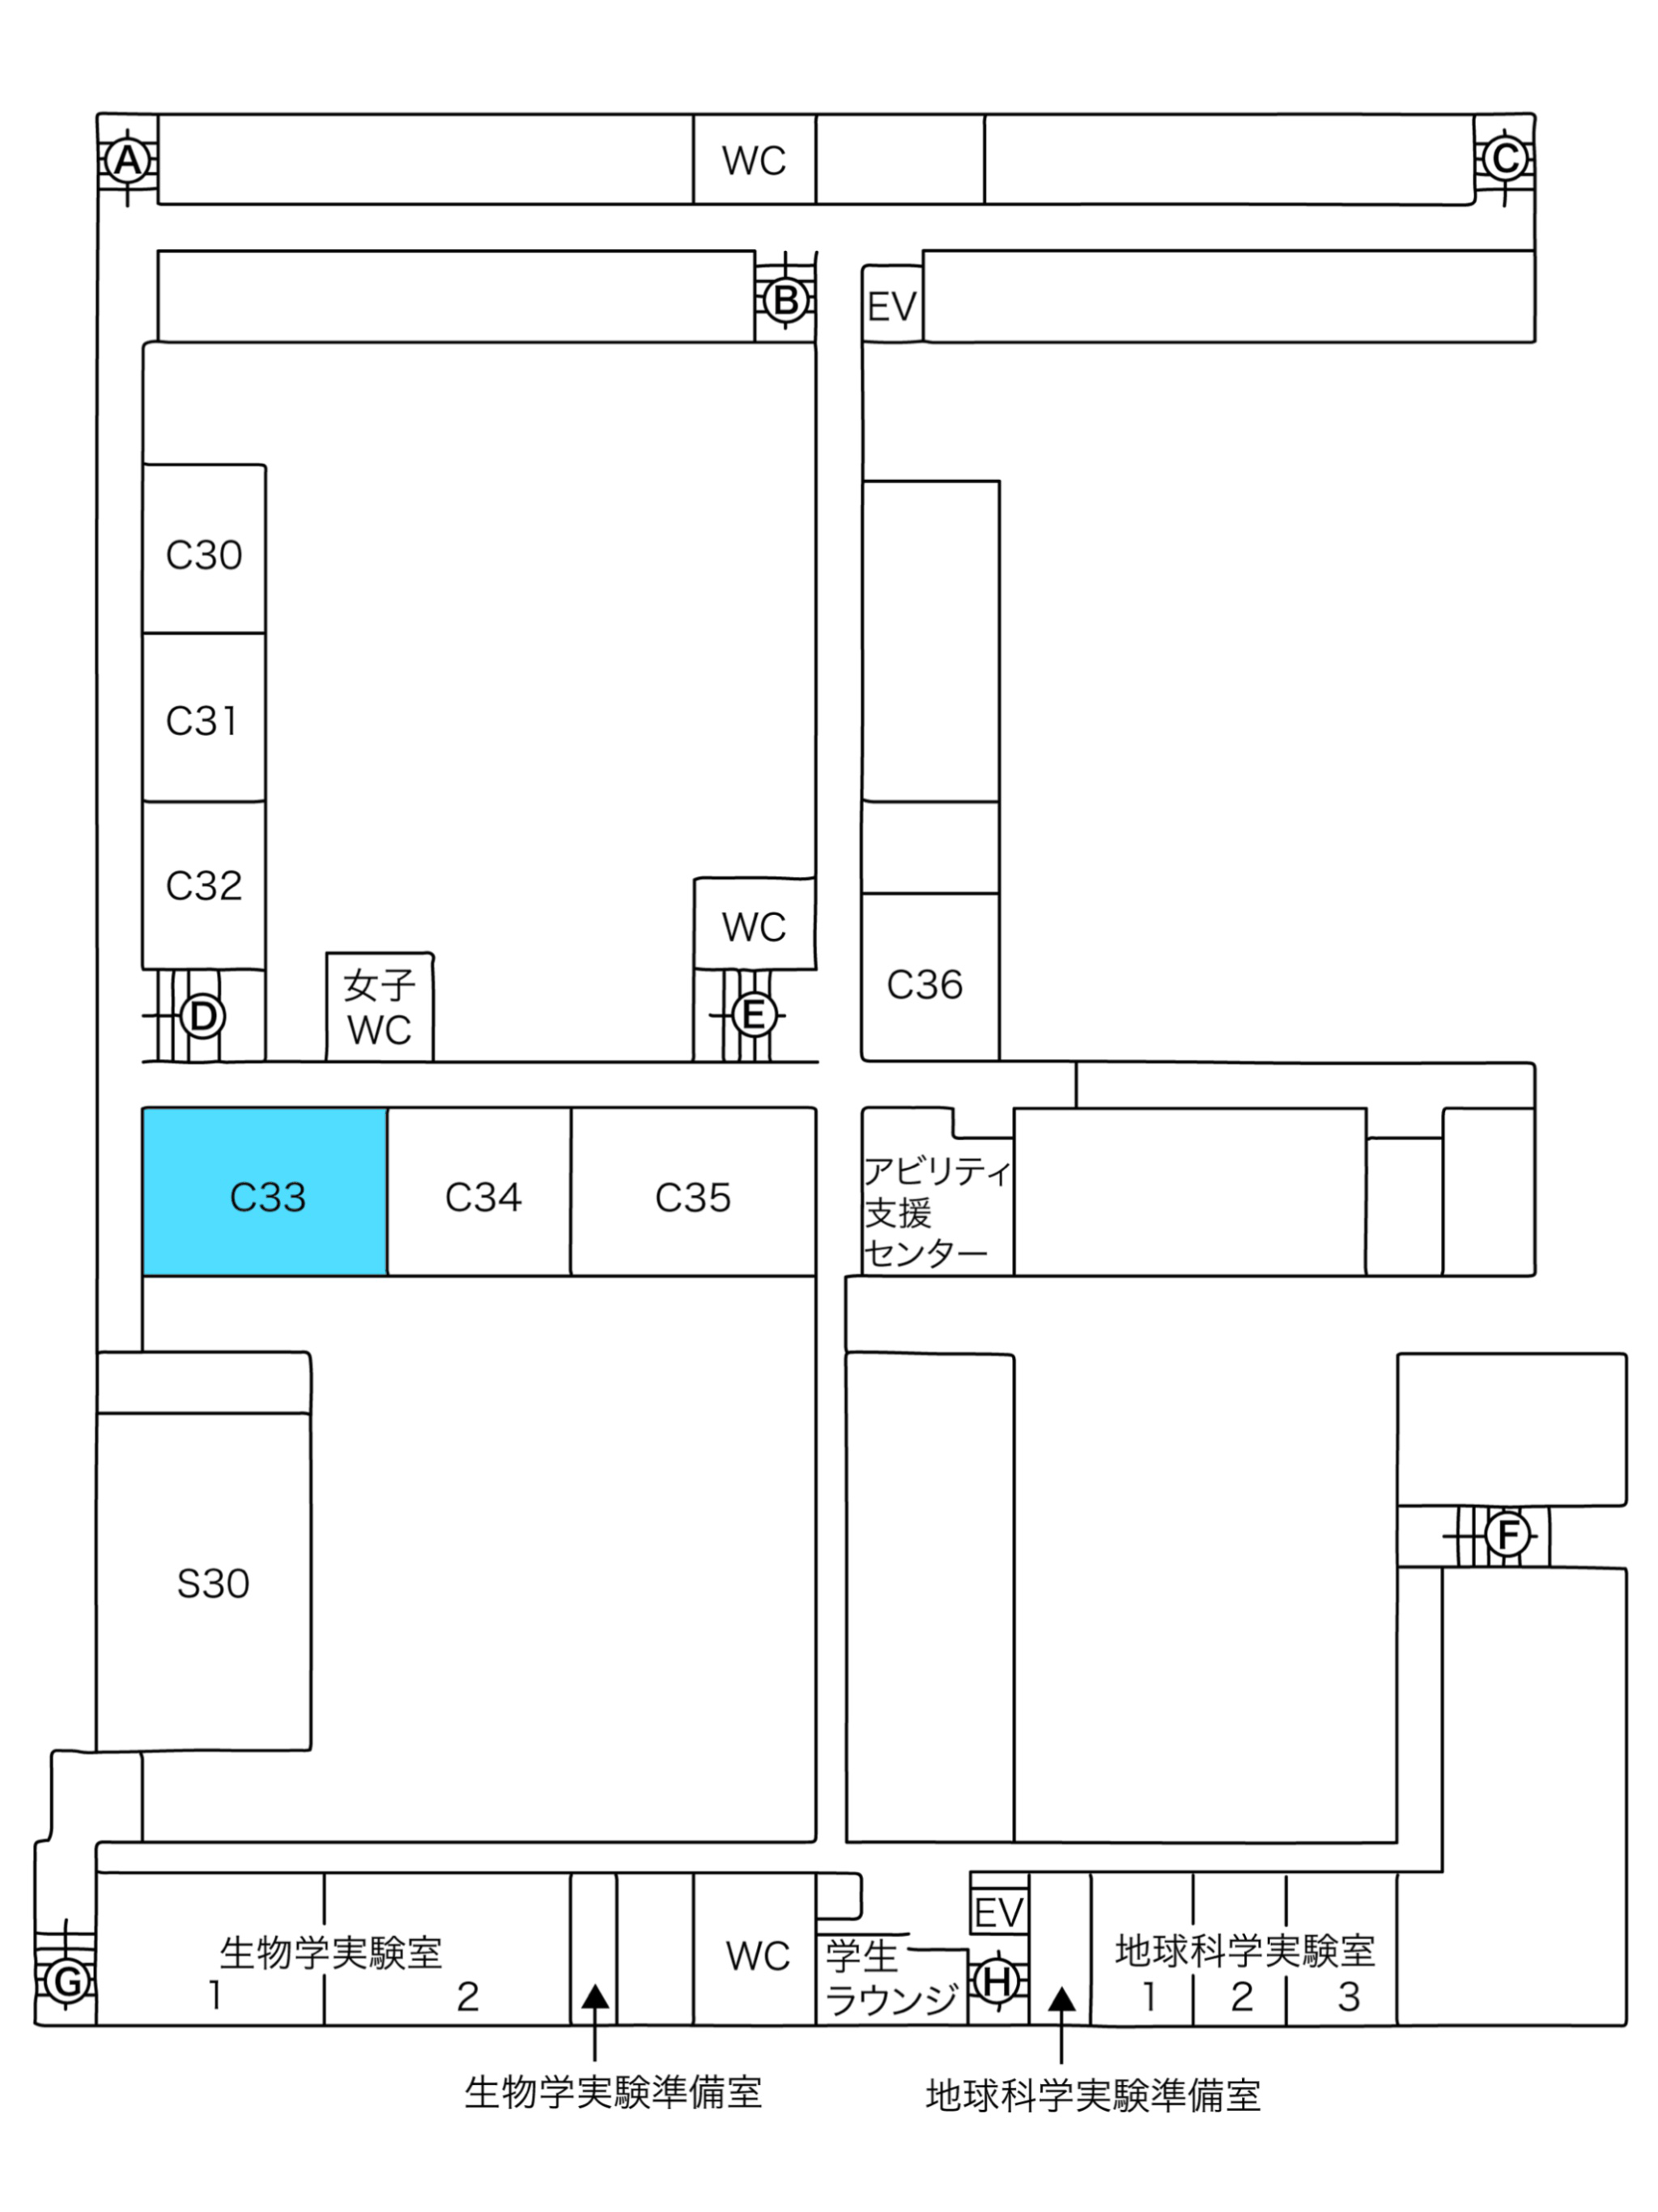 A
WC
C
B
EV
C30
C31
C32
WC
C36
女子
WC
D
E
C33
C34
C35
アビリティ
支援
センター
F
S30
EV
生物学実験室
1
2
WC
学生
ラウンジ
G
H
地球科学実験室
1
2
3
生物学実験準備室
地球科学実験準備室